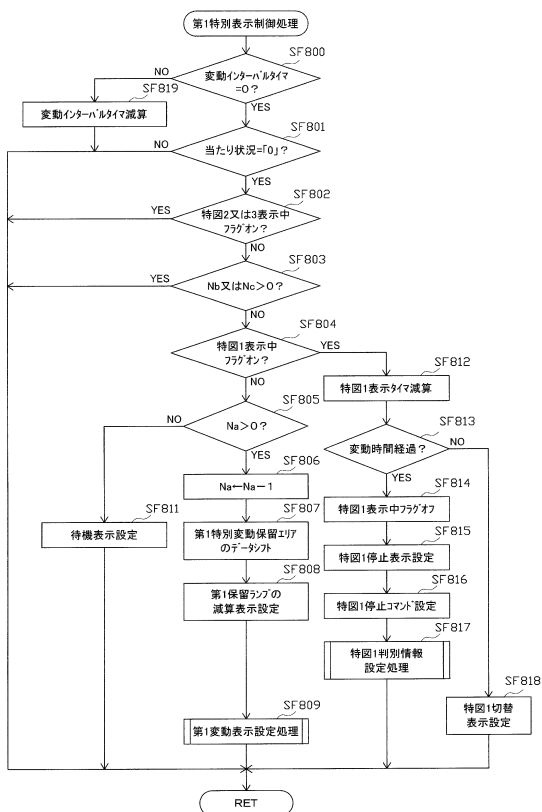 第1特別表示制御処理
SF800
変動インターバルタイマ
=0？
NO
YES
SF819
変動インターバルタイマ減算
SF801
当たり状況=「0」？
NO
YES
SF802
特図2又は3表示中
フラグオン？
YES
NO
SF803
Nb又はNc＞0？
YES
NO
SF804
特図1表示中
フラグオン？
YES
NO
SF812
特図1表示タイマ減算
SF805
Na＞0？
NO
YES
SF813
変動時間経過？
NO
YES
SF806
Na←Na－1
SF814
特図1表示中フラグオフ
SF811
待機表示設定
SF807
第1特別変動保留エリア
のデータシフト
SF815
特図1停止表示設定
SF808
第1保留ランプの
減算表示設定
SF816
特図1停止コマンド設定
SF817
特図1判別情報
設定処理
SF818
特図1切替
表示設定
SF809
第1変動表示設定処理
RET